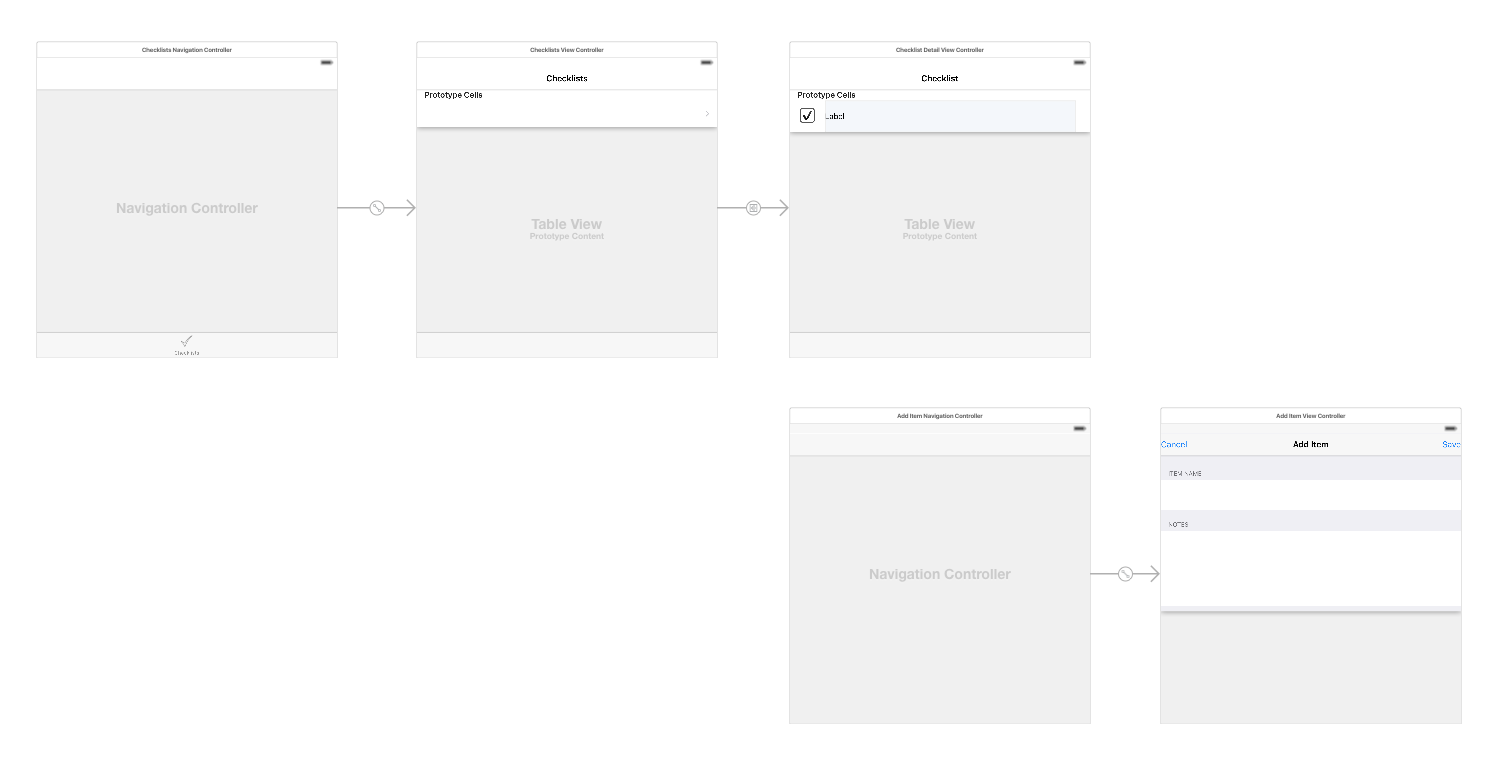 Checklists Navigation Controller
Navigation Controller
Checklists
Checklists View Controller
Checklists
Prototype Cells
Table View
Prototype Content
Checklist Detail View Controller
Checklist
Prototype Cells
Label
Table View
Prototype Content
Add Item Navigation Controller
Navigation Controller
Add Item View Controller
Cancel Add Item Save
ITEM NAME
NOTES